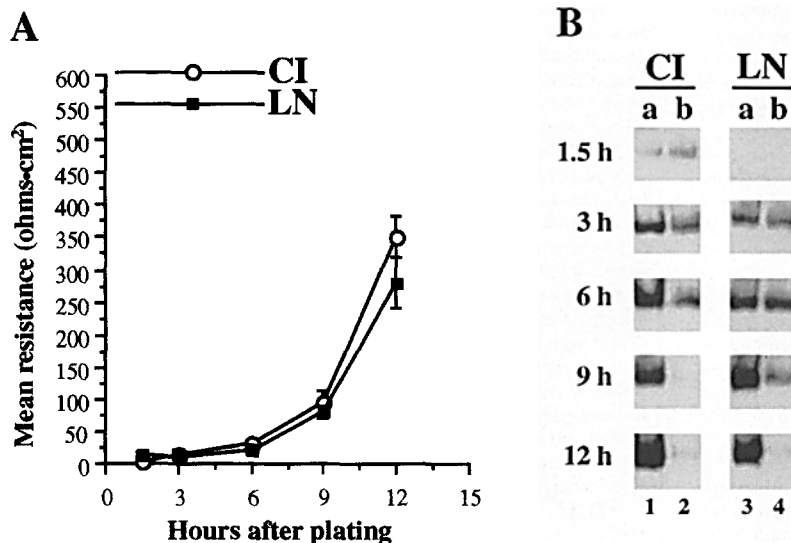 A
CI
LN
600
550
500
450
400
350
300
250
200
150
100
50
0
Mean resistance (ohms•cm²)
0 3 6 9 12 15
Hours after plating
B
CI LN
a b a b
1.5 h
3 h
6 h
9 h
12 h
1 2 3 4